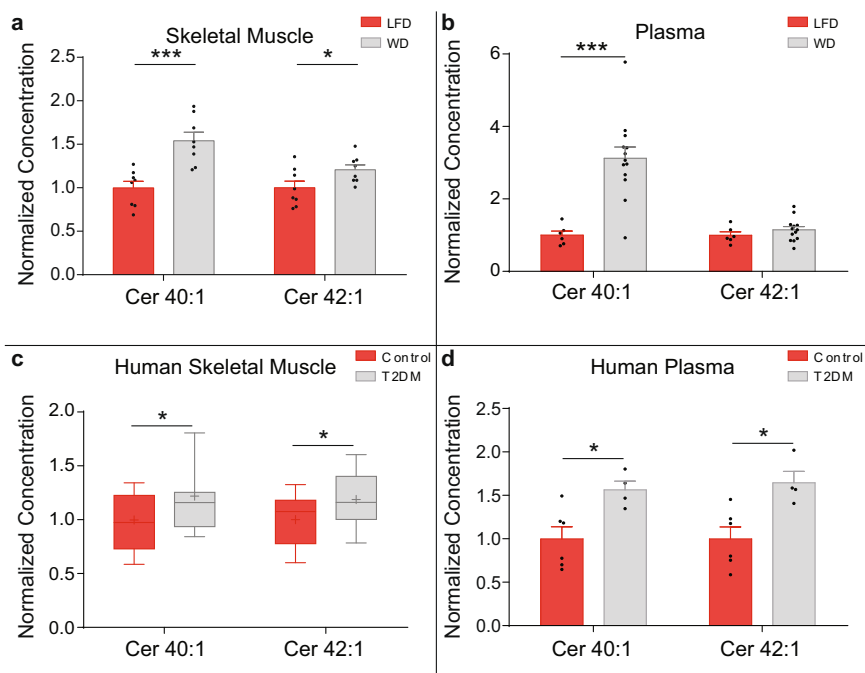 a
Skeletal Muscle
LFD
WD
Normalized Concentration
2.5
2.0
1.5
1.0
0.5
0.0
***
*
Cer 40:1
Cer 42:1
b
Plasma
LFD
WD
Normalized Concentration
6
4
2
0
***
Cer 40:1
Cer 42:1
c
Human Skeletal Muscle
Control
T2DM
Normalized Concentration
2.0
1.5
1.0
0.5
0.0
*
*
Cer 40:1
Cer 42:1
d
Human Plasma
Control
T2DM
Normalized Concentration
2.5
2.0
1.5
1.0
0.5
0.0
*
*
Cer 40:1
Cer 42:1